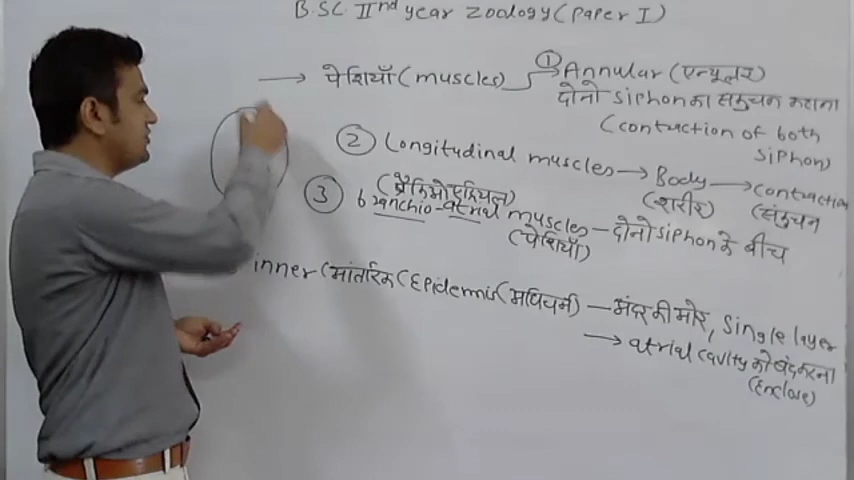 B.SC. IInd year Zoology (Paper I)
→ पेशियाँ (muscles) → ① Annular (एन्यूलर)
दोनो siphon का संकुचन कराना
(contraction of both
siphon)
② Longitudinal muscles → Body → contraction
(शरीर) (संकुचन
(ब्रैंकिओएट्रियल)
③ branchio-atrial muscles – दोनो siphon के बीच
(पेशियाँ)
inner (आंतरिक) (Epidermis (अधिचर्म) – अंदर की ओर, single layer
→ atrial cavity को बंद करना
(Enclose)